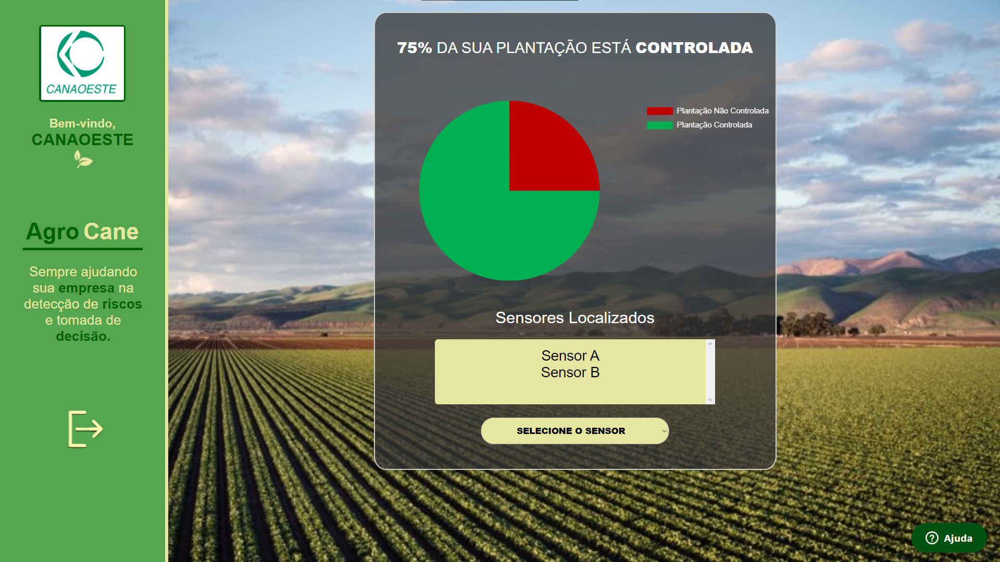 CANAOESTE
Bem-vindo,
CANAOESTE
Agro Cane
Sempre ajudando
sua empresa na
detecção de riscos
e tomada de
decisão.
75% DA SUA PLANTAÇÃO ESTÁ CONTROLADA
Plantação Não Controlada
Plantação Controlada
Sensores Localizados
Sensor A
Sensor B
SELECIONE O SENSOR
Ajuda